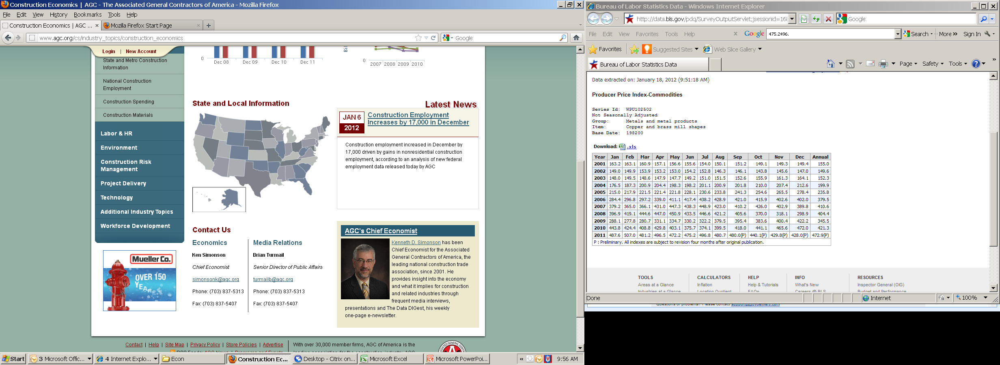 Construction Economics | AGC - The Associated General Contractors of America - Mozilla Firefox
File Edit View History Bookmarks Tools Help
Construction Economics | AGC ... Mozilla Firefox Start Page
www.agc.org/cs/industry_topics/construction_economics Google
Login | New Account
State and Metro Construction
Information
National Construction
Employment
Construction Spending
Construction Materials
Labor & HR
Environment
Construction Risk
Management
Project Delivery
Technology
Additional Industry Topics
Workforce Development
Mueller Co.
OVER 150
YEARS
0
Dec 08 Dec 09 Dec 10 Dec 11
0
2007 2008 2009 2010
State and Local Information
Latest News
JAN 6
2012
Construction Employment
Increases by 17,000 in December
Construction employment increased in December by
17,000 driven by gains in nonresidential construction
employment, according to an analysis of new federal
employment data released today by AGC
Contact Us
Economics
Ken Simonson
Chief Economist
simonsonk@agc.org
Phone: (703) 837-5313
Fax: (703) 837-5407
Media Relations
Brian Turmail
Senior Director of Public Affairs
turmailb@agc.org
Phone: (703) 837-5313
Fax: (703) 837-5407
AGC's Chief Economist
Kenneth D. Simonson has been
Chief Economist for the Associated
General Contractors of America, the
leading national construction trade
association, since 2001. He
provides insight into the economy
and what it implies for construction
and related industries through
frequent media interviews,
presentations and The Data DIGest, his weekly
one-page e-newsletter.
Contact | Help | Site Map | Privacy Policy | Store Policies | Advertise
With over 30,000 member firms, AGC of America is the
Start 3 Microsoft Offic... 4 Internet Explo... Econ Construction Ec... Desktop - Citrix on... Microsoft Excel Microsoft PowerPoi... « 9:56 AM
Bureau of Labor Statistics Data - Windows Internet Explorer
http://data.bls.gov/pdq/SurveyOutputServlet;jsessionid=16 Google
File Edit View Favorites Tools Help x Google 475.2496. Search More » Sign In
Favorites Suggested Sites Web Slice Gallery
Bureau of Labor Statistics Data Page Safety Tools »
Data extracted on: January 18, 2012 (9:51:18 AM)
Producer Price Index-Commodities
Series Id: WPU102502
Not Seasonally Adjusted
Group: Metals and metal products
Item: Copper and brass mill shapes
Base Date: 198200
Download: .xls
Year Jan Feb Mar Apr May Jun Jul Aug Sep Oct Nov Dec Annual
2001 163.2 163.1 160.9 157.1 156.6 155.6 154.0 150.1 151.2 149.1 149.3 149.4 155.0
2002 149.0 149.9 153.9 153.2 153.0 154.2 152.8 146.3 146.1 143.8 145.6 147.0 149.6
2003 148.0 149.5 148.6 147.9 147.7 149.2 151.0 151.5 152.6 155.9 161.3 164.1 152.3
2004 176.5 187.3 200.9 204.4 198.3 198.2 201.1 200.9 201.8 210.0 207.4 212.6 199.9
2005 215.0 217.9 221.5 221.4 221.8 228.1 230.6 233.8 241.3 254.6 265.5 278.4 235.8
2006 284.4 296.8 297.2 339.0 411.1 417.4 438.2 428.9 421.0 415.9 402.6 402.0 379.5
2007 379.2 365.0 366.1 431.0 447.3 438.3 448.9 423.0 410.2 426.0 402.9 389.8 410.6
2008 396.9 419.1 444.6 447.0 450.9 433.5 446.6 421.2 405.6 370.0 318.1 298.9 404.4
2009 288.1 277.8 280.7 331.1 334.7 330.2 322.2 379.5 395.4 383.6 400.4 422.2 345.5
2010 443.8 424.4 408.8 429.8 403.1 375.7 374.1 399.5 418.0 441.1 465.6 472.0 421.3
2011 487.6 507.0 481.2 496.5 472.2 475.2 496.8 480.7 480.0(P) 440.1(P) 429.8(P) 428.0(P) 472.9(P)
P : Preliminary. All indexes are subject to revision four months after original publication.
TOOLS CALCULATORS HELP INFO RESOURCES
Areas at a Glance Inflation Help & Tutorials What's New Inspector General (OIG)
Industries at a Glance Location Quotient FAQs Careers @ BLS Budget and Performance
Done Internet 100%